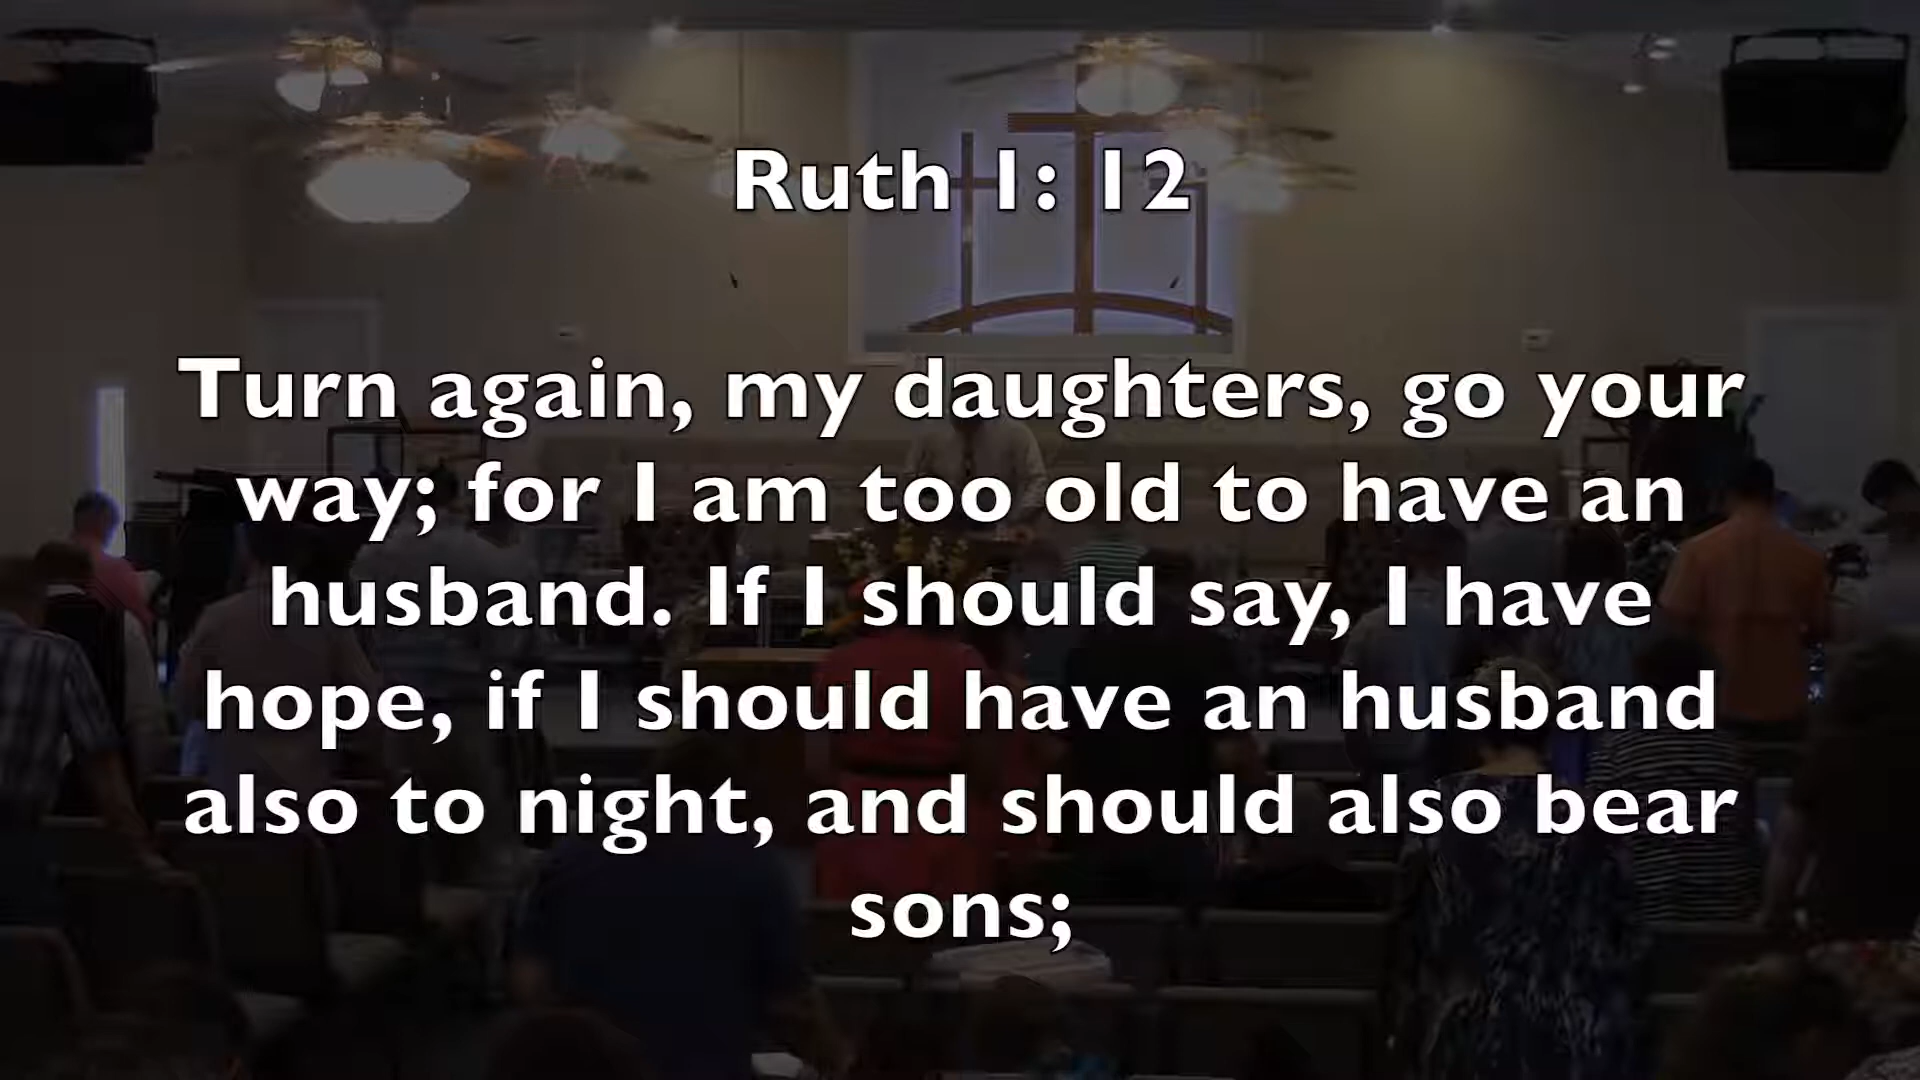 Ruth 1: 12
Turn again, my daughters, go your
way; for I am too old to have an
husband. If I should say, I have
hope, if I should have an husband
also to night, and should also bear
sons;